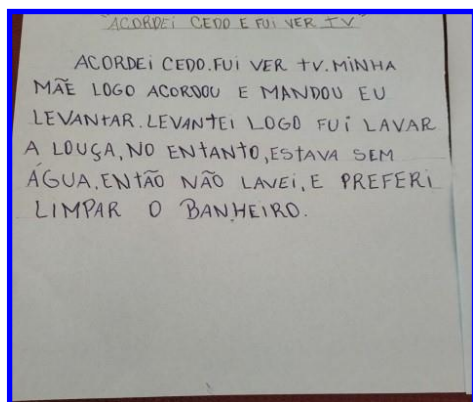 "ACORDEI CEDO E FUI VER TV"
ACORDEI CEDO.FUI VER TV.MINHA
MÃE LOGO ACORDOU E MANDOU EU
LEVANTAR.LEVANTEI LOGO FUI LAVAR
A LOUÇA,NO ENTANTO,ESTAVA SEM
ÁGUA.ENTÃO NÃO LAVEI,E PREFERI
LIMPAR O BANHEIRO.